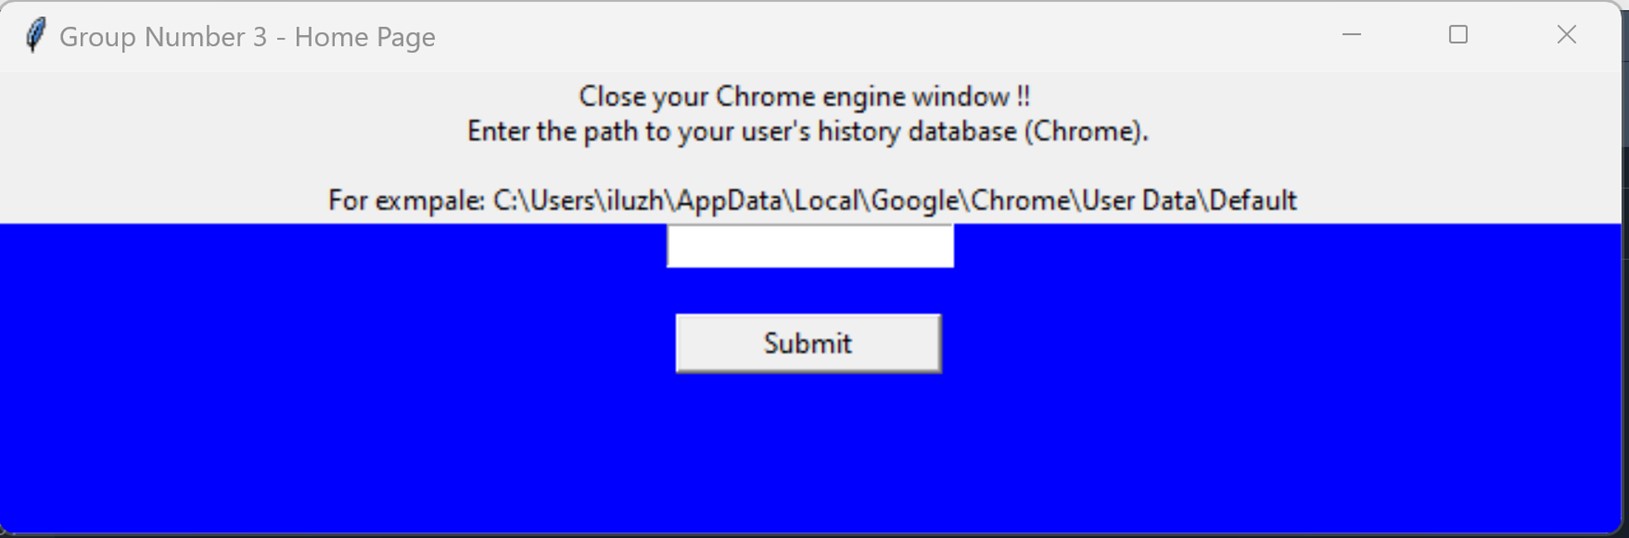 Group Number 3 - Home Page
Close your Chrome engine window !!
Enter the path to your user's history database (Chrome).
For exmpale: C:\Users\iluzh\AppData\Local\Google\Chrome\User Data\Default
Submit